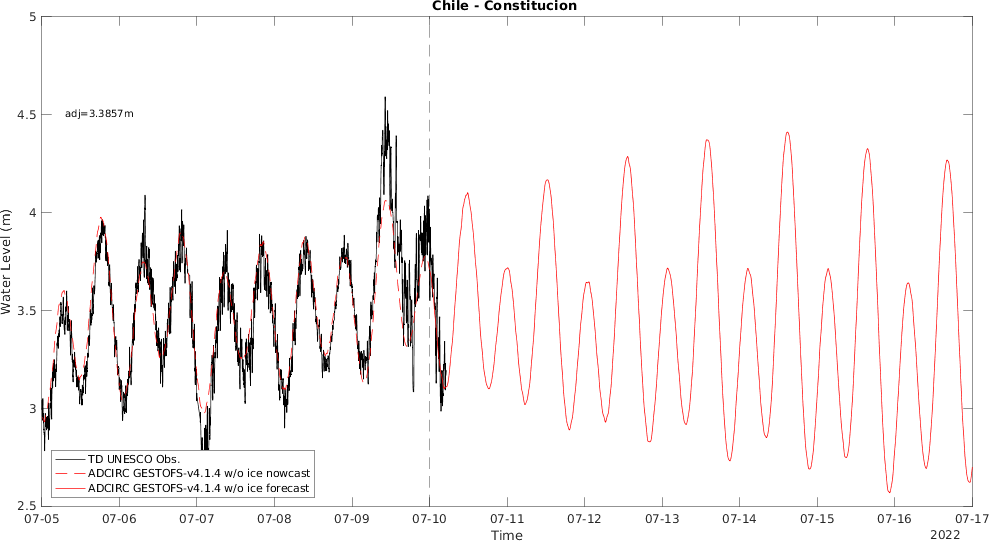 Chile - Constitucion
5
4.5
4
3.5
3
2.5
Water Level (m)
adj=3.3857m
TD UNESCO Obs.
ADCIRC GESTOFS-v4.1.4 w/o ice nowcast
ADCIRC GESTOFS-v4.1.4 w/o ice forecast
07-05 07-06 07-07 07-08 07-09 07-10 07-11 07-12 07-13 07-14 07-15 07-16 07-17
Time
2022